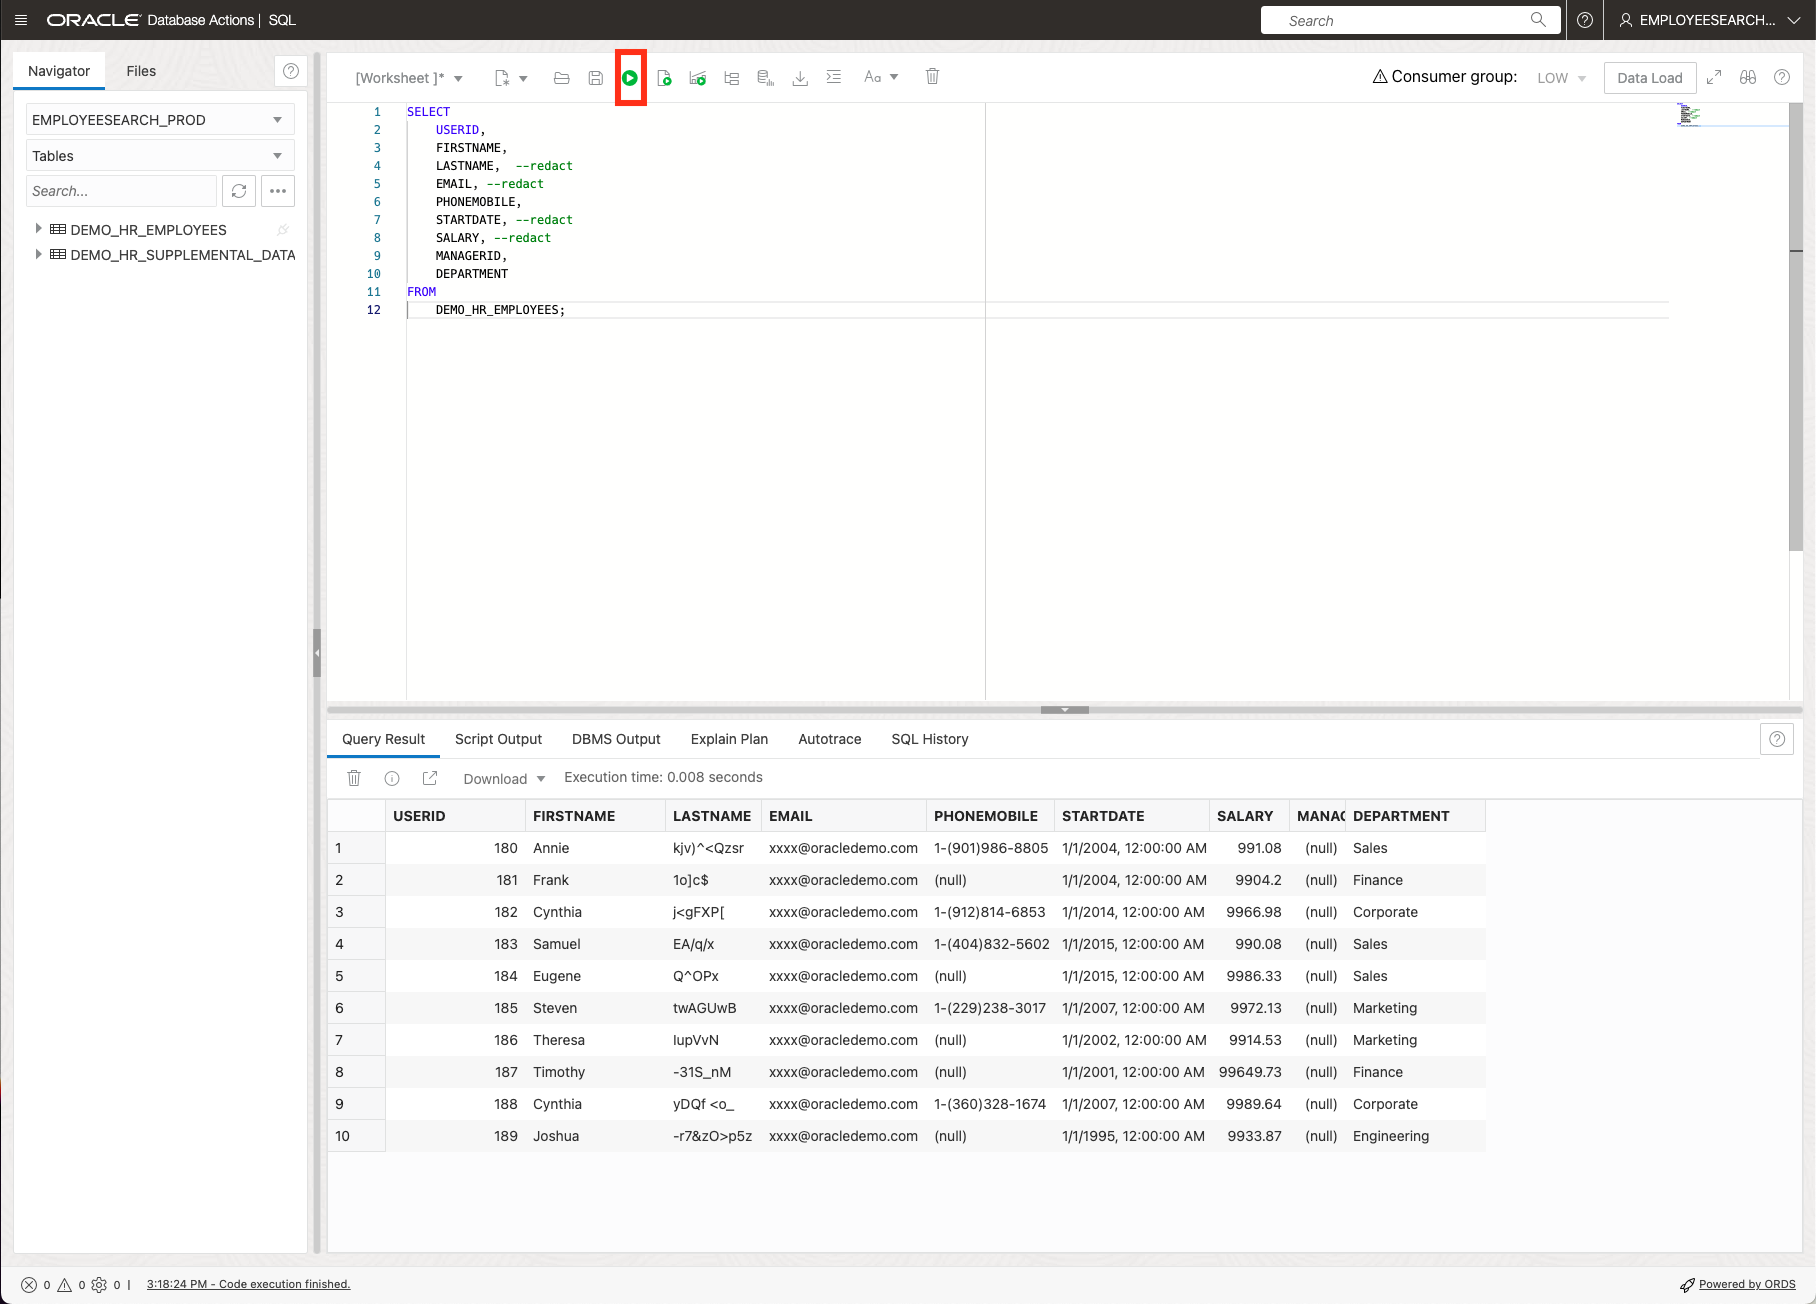 ORACLE Database Actions | SQL
Search
EMPLOYEESEARCH...
Navigator
Files
EMPLOYEESEARCH_PROD
Tables
Search...
DEMO_HR_EMPLOYEES
DEMO_HR_SUPPLEMENTAL_DATA
[Worksheet ]*
Aa
Consumer group:
LOW
Data Load
1 SELECT
2 USERID,
3 FIRSTNAME,
4 LASTNAME, --redact
5 EMAIL, --redact
6 PHONEMOBILE,
7 STARTDATE, --redact
8 SALARY, --redact
9 MANAGERID,
10 DEPARTMENT
11 FROM
12 DEMO_HR_EMPLOYEES;
Query Result Script Output DBMS Output Explain Plan Autotrace SQL History
Download Execution time: 0.008 seconds
USERID FIRSTNAME LASTNAME EMAIL PHONEMOBILE STARTDATE SALARY MANAG DEPARTMENT
1 180 Annie kjv)^<Qzsr xxxx@oracledemo.com 1-(901)986-8805 1/1/2004, 12:00:00 AM 991.08 (null) Sales
2 181 Frank 1o]c$ xxxx@oracledemo.com (null) 1/1/2004, 12:00:00 AM 9904.2 (null) Finance
3 182 Cynthia j<gFXP[ xxxx@oracledemo.com 1-(912)814-6853 1/1/2014, 12:00:00 AM 9966.98 (null) Corporate
4 183 Samuel EA/q/x xxxx@oracledemo.com 1-(404)832-5602 1/1/2015, 12:00:00 AM 990.08 (null) Sales
5 184 Eugene Q^OPx xxxx@oracledemo.com (null) 1/1/2015, 12:00:00 AM 9986.33 (null) Sales
6 185 Steven twAGUwB xxxx@oracledemo.com 1-(229)238-3017 1/1/2007, 12:00:00 AM 9972.13 (null) Marketing
7 186 Theresa IupVvN xxxx@oracledemo.com (null) 1/1/2002, 12:00:00 AM 9914.53 (null) Marketing
8 187 Timothy -31S_nM xxxx@oracledemo.com (null) 1/1/2001, 12:00:00 AM 99649.73 (null) Finance
9 188 Cynthia yDQf <o_ xxxx@oracledemo.com 1-(360)328-1674 1/1/2007, 12:00:00 AM 9989.64 (null) Corporate
10 189 Joshua -r7&zO>p5z xxxx@oracledemo.com (null) 1/1/1995, 12:00:00 AM 9933.87 (null) Engineering
0 0 0 | 3:18:24 PM - Code execution finished.
Powered by ORDS